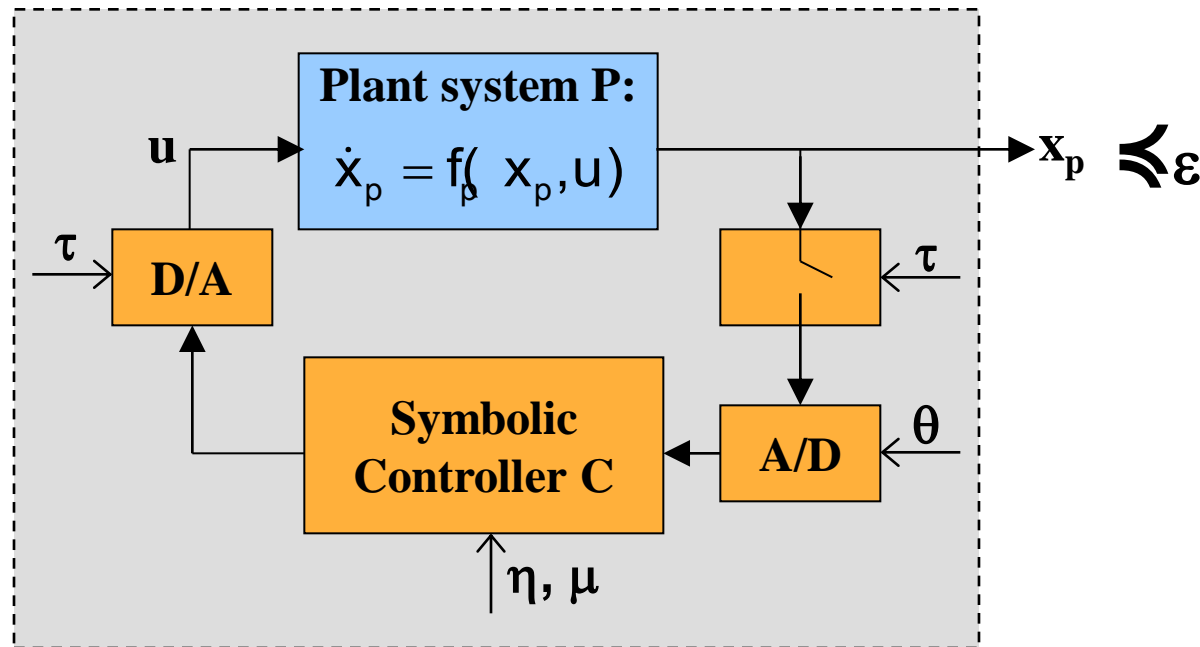 Plant system P:
ẋp = fp( xp,u)
u
xp ≼ε
τ
D/A
τ
Symbolic
Controller C
A/D
θ
η, μ